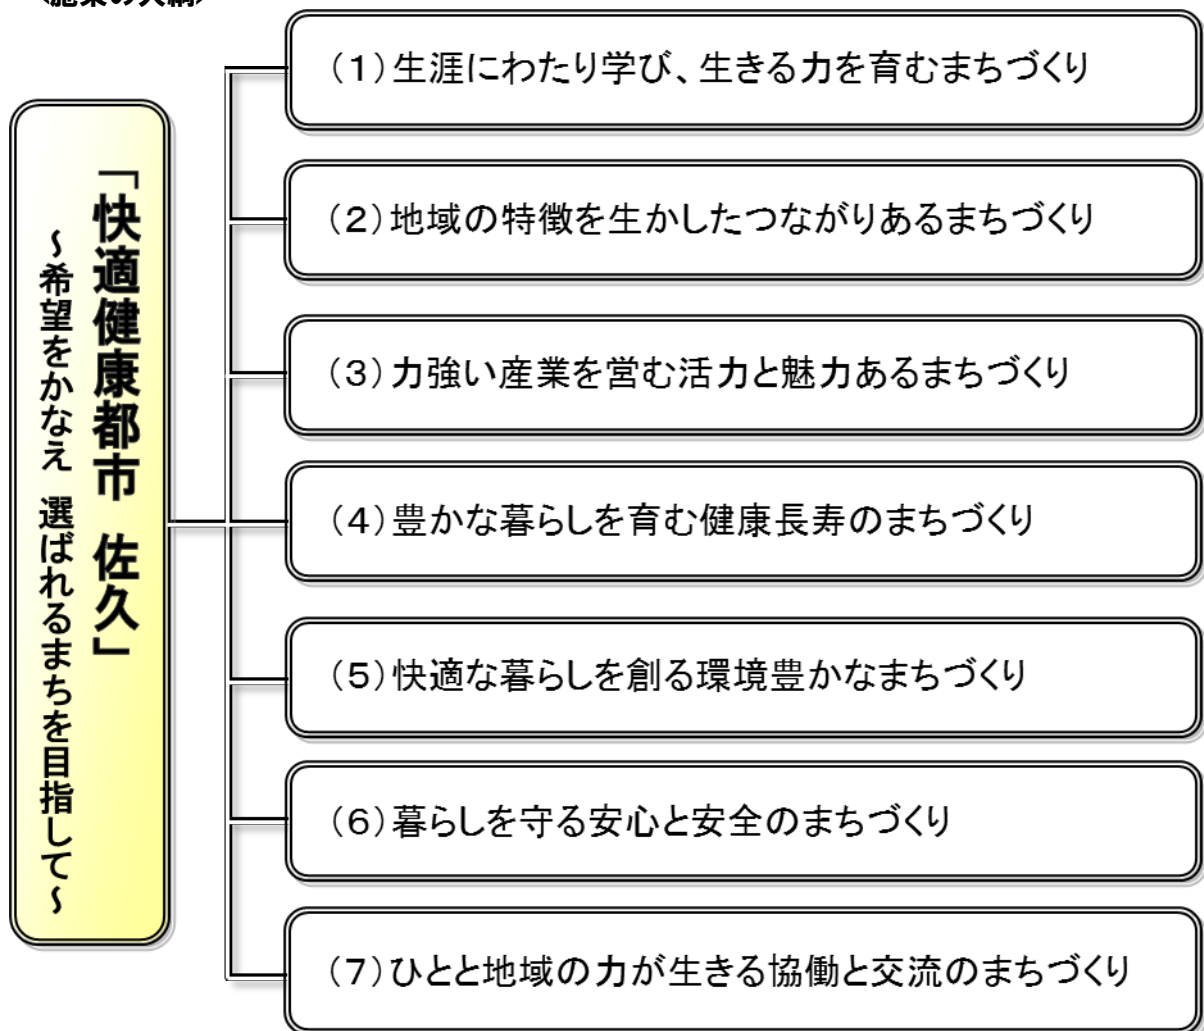 <施策の大綱>
「快適健康都市 佐久」
～希望をかなえ 選ばれるまちを目指して～
（１）生涯にわたり学び、生きる力を育むまちづくり
（２）地域の特徴を生かしたつながりあるまちづくり
（３）力強い産業を営む活力と魅力あるまちづくり
（４）豊かな暮らしを育む健康長寿のまちづくり
（５）快適な暮らしを創る環境豊かなまちづくり
（６）暮らしを守る安心と安全のまちづくり
（７）ひとと地域の力が生きる協働と交流のまちづくり